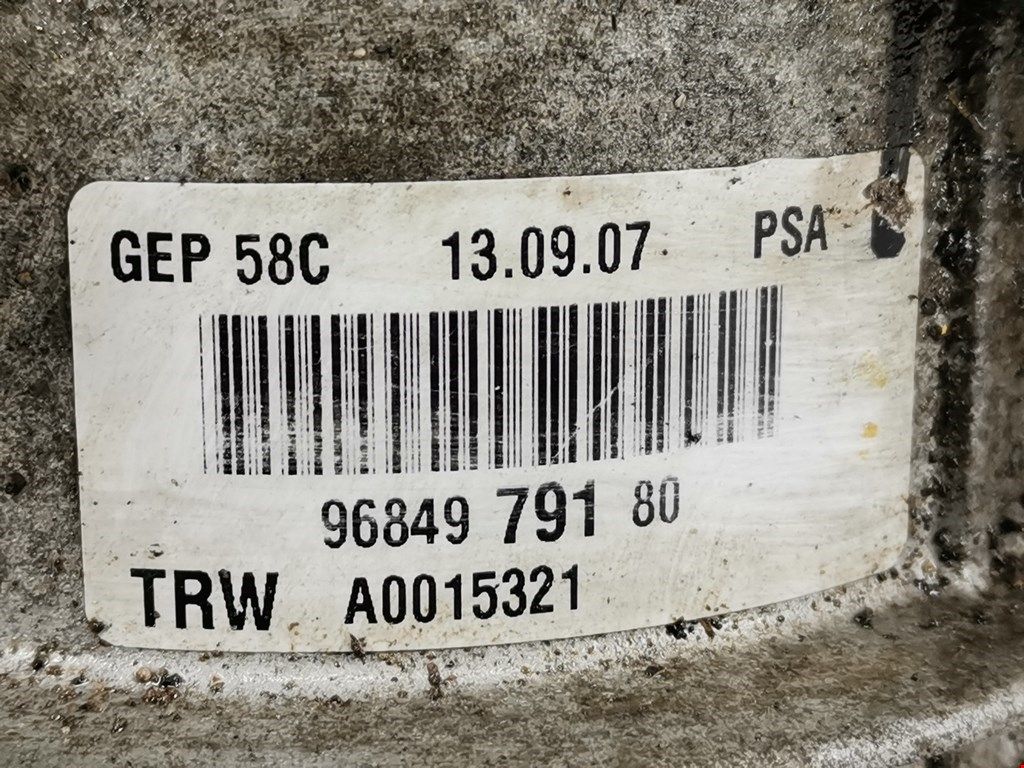 GEP 58C 13.09.07 PSA
96849 791 80
TRW A0015321